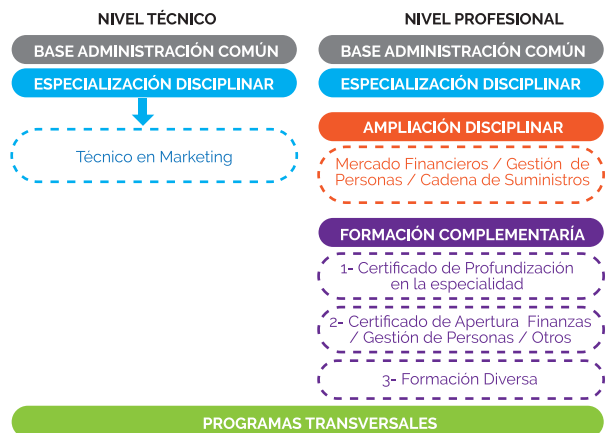 NIVEL TÉCNICO
BASE ADMINISTRACIÓN COMÚN
ESPECIALIZACIÓN DISCIPLINAR
Técnico en Marketing
NIVEL PROFESIONAL
BASE ADMINISTRACIÓN COMÚN
ESPECIALIZACIÓN DISCIPLINAR
AMPLIACIÓN DISCIPLINAR
Mercado Financieros / Gestión de
Personas / Cadena de Suministros
FORMACIÓN COMPLEMENTARÍA
1- Certificado de Profundización
en la especialidad
2- Certificado de Apertura Finanzas
/ Gestión de Personas / Otros
3- Formación Diversa
PROGRAMAS TRANSVERSALES